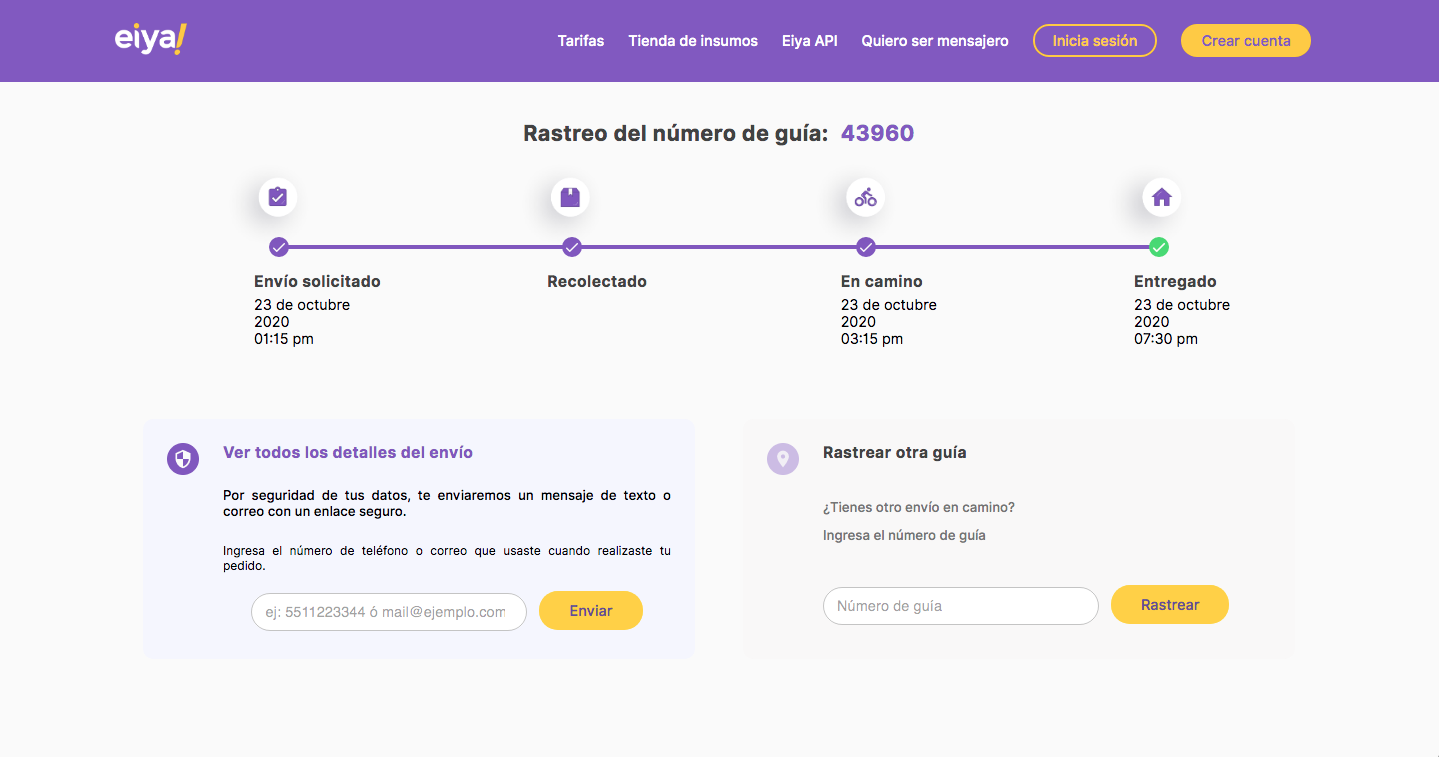 eiya!
Tarifas
Tienda de insumos
Eiya API
Quiero ser mensajero
Inicia sesión
Crear cuenta
Rastreo del número de guía: 43960
Envío solicitado
23 de octubre
2020
01:15 pm
Recolectado
En camino
23 de octubre
2020
03:15 pm
Entregado
23 de octubre
2020
07:30 pm
Ver todos los detalles del envío
Por seguridad de tus datos, te enviaremos un mensaje de texto o
correo con un enlace seguro.
Ingresa el número de teléfono o correo que usaste cuando realizaste tu
pedido.
ej: 5511223344 ó mail@ejemplo.com
Enviar
Rastrear otra guía
¿Tienes otro envío en camino?
Ingresa el número de guía
Número de guía
Rastrear